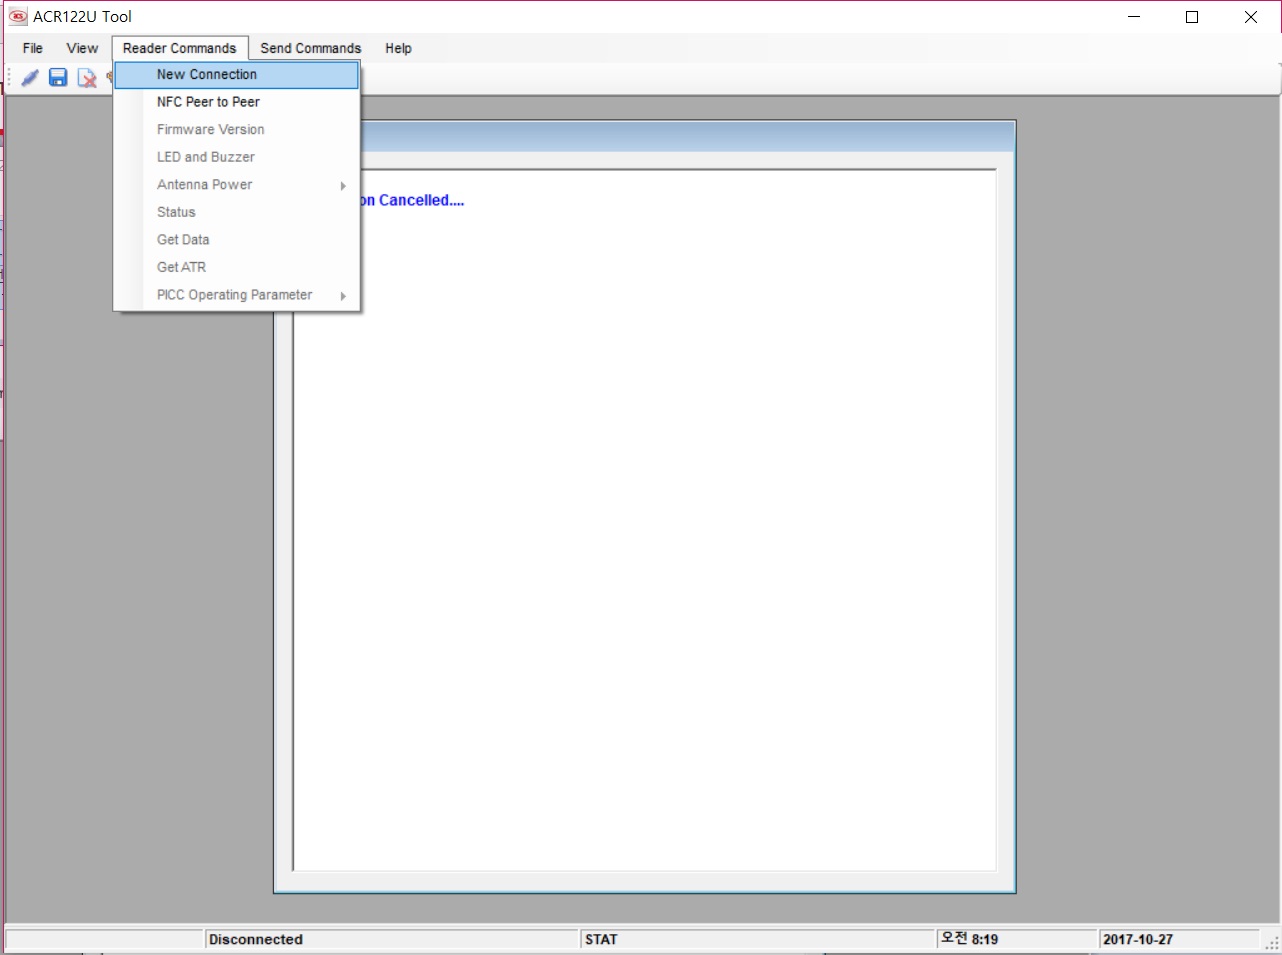 ACR122U Tool
File View Reader Commands Send Commands Help
New Connection
NFC Peer to Peer
Firmware Version
LED and Buzzer
Antenna Power
Status
Get Data
Get ATR
PICC Operating Parameter
on Cancelled....
Disconnected STAT 오전 8:19 2017-10-27